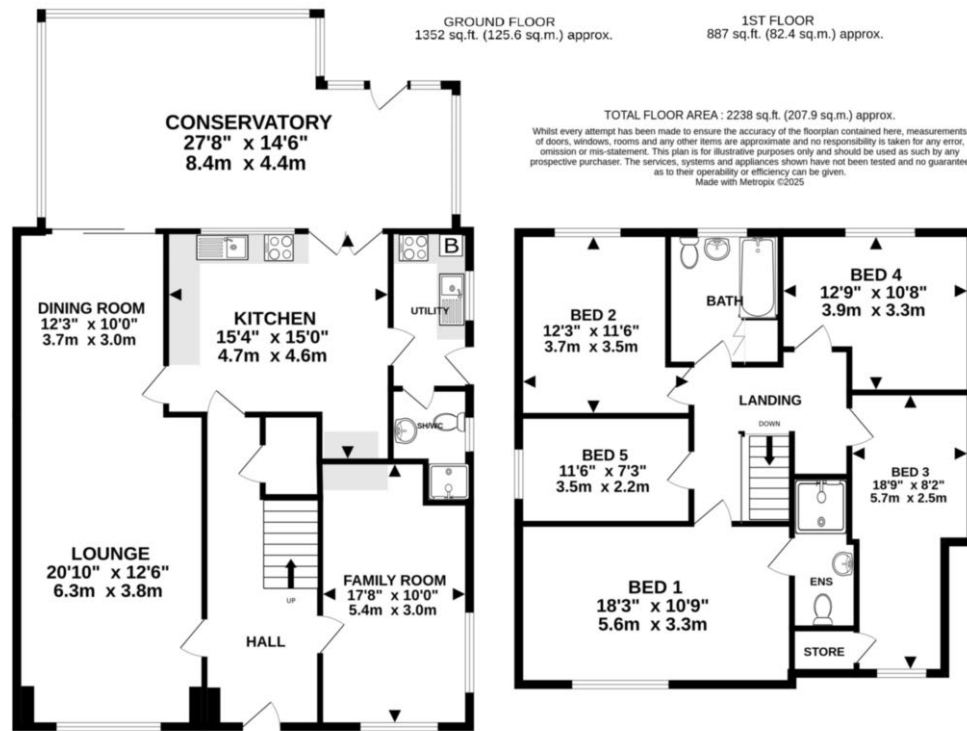 GROUND FLOOR
1352 sq.ft. (125.6 sq.m.) approx.
1ST FLOOR
887 sq.ft. (82.4 sq.m.) approx.
TOTAL FLOOR AREA : 2238 sq.ft. (207.9 sq.m.) approx.
Whilst every attempt has been made to ensure the accuracy of the floorplan contained here, measurements
of doors, windows, rooms and any other items are approximate and no responsibility is taken for any error,
omission or mis-statement. This plan is for illustrative purposes only and should be used as such by any
prospective purchaser. The services, systems and appliances shown have not been tested and no guarantee
as to their operability or efficiency can be given.
Made with Metropix ©2025
CONSERVATORY
27'8" x 14'6"
8.4m x 4.4m
DINING ROOM
12'3" x 10'0"
3.7m x 3.0m
KITCHEN
15'4" x 15'0"
4.7m x 4.6m
B
UTILITY
SH/WC
LOUNGE
20'10" x 12'6"
6.3m x 3.8m
UP
HALL
FAMILY ROOM
17'8" x 10'0"
5.4m x 3.0m
BED 2
12'3" x 11'6"
3.7m x 3.5m
BATH
BED 4
12'9" x 10'8"
3.9m x 3.3m
LANDING
DOWN
BED 5
11'6" x 7'3"
3.5m x 2.2m
BED 3
18'9" x 8'2"
5.7m x 2.5m
BED 1
18'3" x 10'9"
5.6m x 3.3m
ENS
STORE